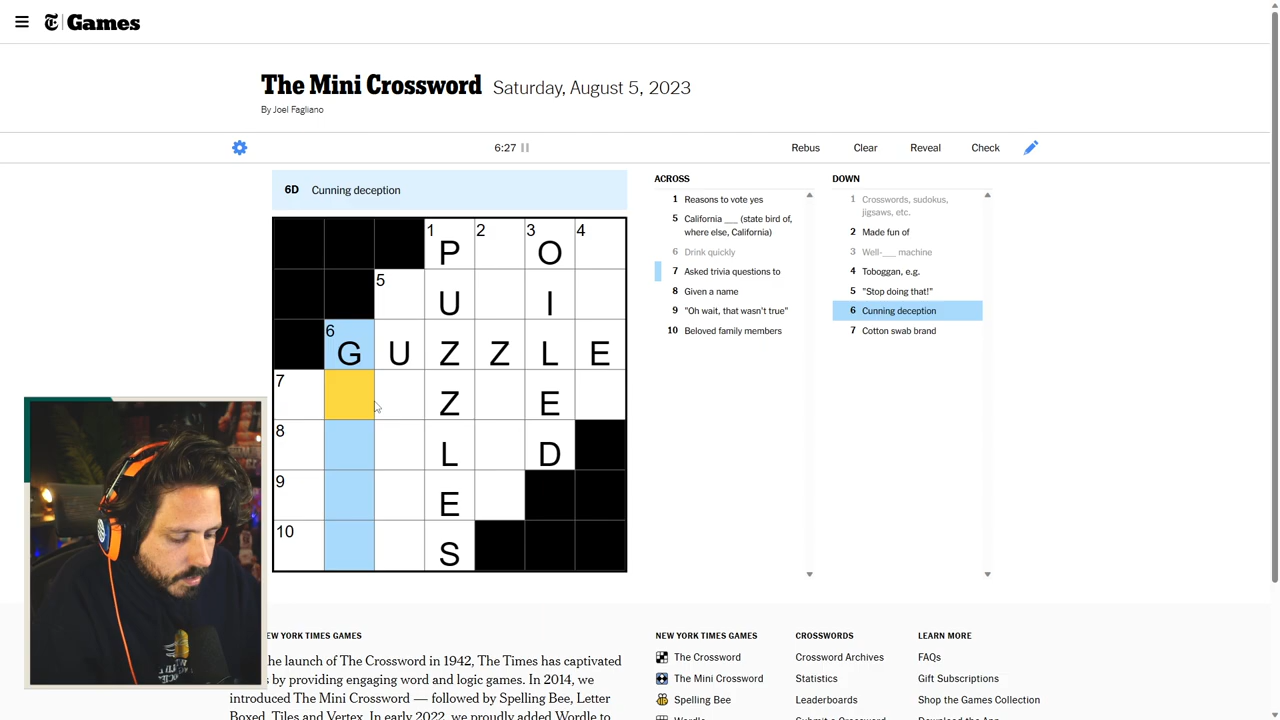 Games
The Mini Crossword Saturday, August 5, 2023
By Joel Fagliano
6:27
Rebus Clear Reveal Check
6D Cunning deception
1 P 2 3 O 4
5 U I
6 G U Z Z L E
7 Z E
8 L D
9 E
10 S
ACROSS
1 Reasons to vote yes
5 California ___ (state bird of,
where else, California)
6 Drink quickly
7 Asked trivia questions to
8 Given a name
9 "Oh wait, that wasn't true"
10 Beloved family members
DOWN
1 Crosswords, sudokus,
jigsaws, etc.
2 Made fun of
3 Well-___ machine
4 Toboggan, e.g.
5 "Stop doing that!"
6 Cunning deception
7 Cotton swab brand
EW YORK TIMES GAMES
he launch of The Crossword in 1942, The Times has captivated
s by providing engaging word and logic games. In 2014, we
introduced The Mini Crossword — followed by Spelling Bee, Letter
Boxed, Tiles and Vertex. In early 2022, we proudly added Wordle to
NEW YORK TIMES GAMES
The Crossword
The Mini Crossword
Spelling Bee
Wordle
CROSSWORDS
Crossword Archives
Statistics
Leaderboards
Submit a Crossword
LEARN MORE
FAQs
Gift Subscriptions
Shop the Games Collection
Download the App